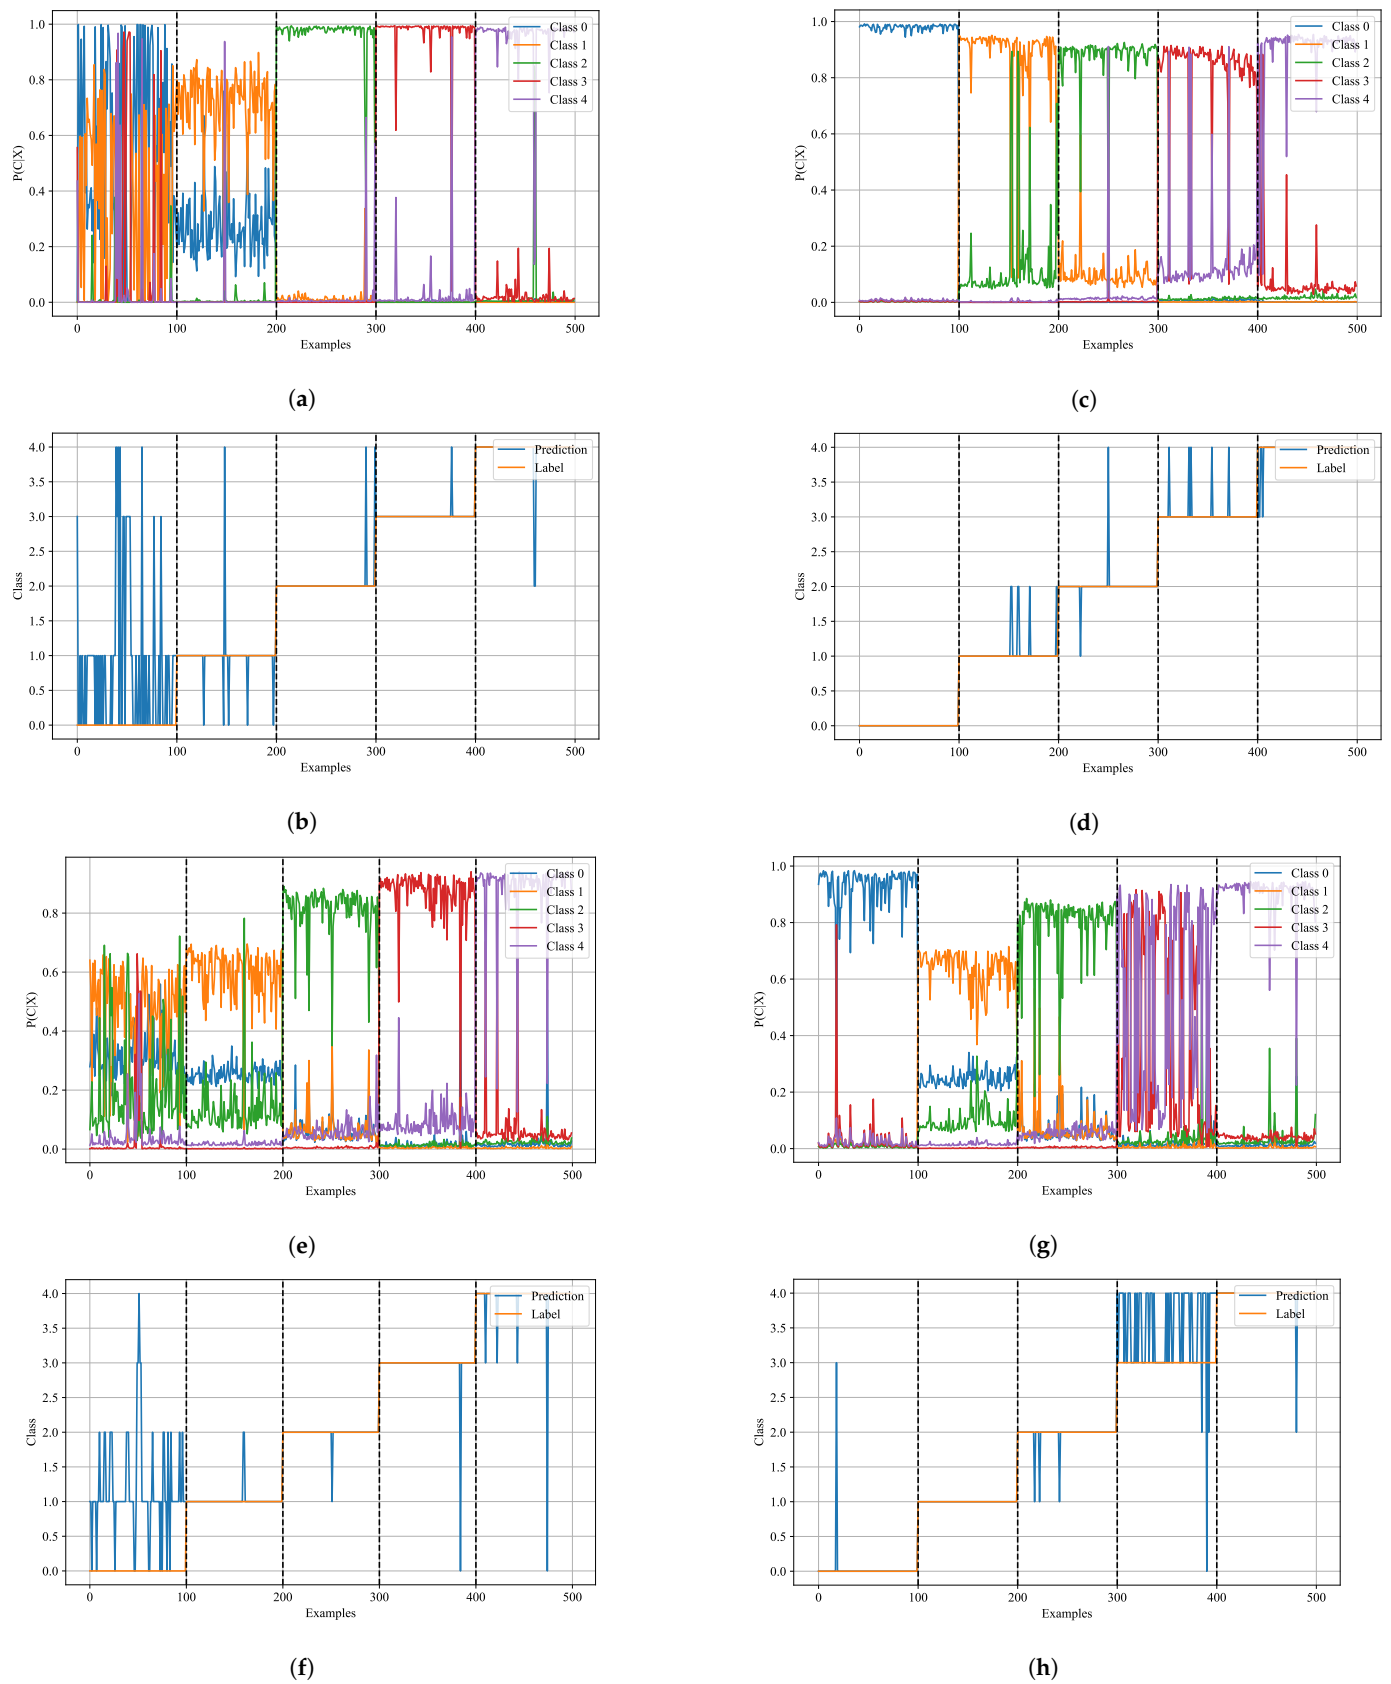 1.0
0.8
0.6
0.4
0.2
0.0
P(C|X)
0 100 200 300 400 500
Examples
Class 0
Class 1
Class 2
Class 3
Class 4
(a)
1.0
0.8
0.6
0.4
0.2
0.0
P(C|X)
0 100 200 300 400 500
Examples
Class 0
Class 1
Class 2
Class 3
Class 4
(c)
4.0
3.5
3.0
2.5
2.0
1.5
1.0
0.5
0.0
Class
0 100 200 300 400 500
Examples
Prediction
Label
(b)
4.0
3.5
3.0
2.5
2.0
1.5
1.0
0.5
0.0
Class
0 100 200 300 400 500
Examples
Prediction
Label
(d)
0.8
0.6
0.4
0.2
0.0
P(C|X)
0 100 200 300 400 500
Examples
Class 0
Class 1
Class 2
Class 3
Class 4
(e)
1.0
0.8
0.6
0.4
0.2
0.0
P(C|X)
0 100 200 300 400 500
Examples
Class 0
Class 1
Class 2
Class 3
Class 4
(g)
4.0
3.5
3.0
2.5
2.0
1.5
1.0
0.5
0.0
Class
0 100 200 300 400 500
Examples
Prediction
Label
(f)
4.0
3.5
3.0
2.5
2.0
1.5
1.0
0.5
0.0
Class
0 100 200 300 400 500
Examples
Prediction
Label
(h)